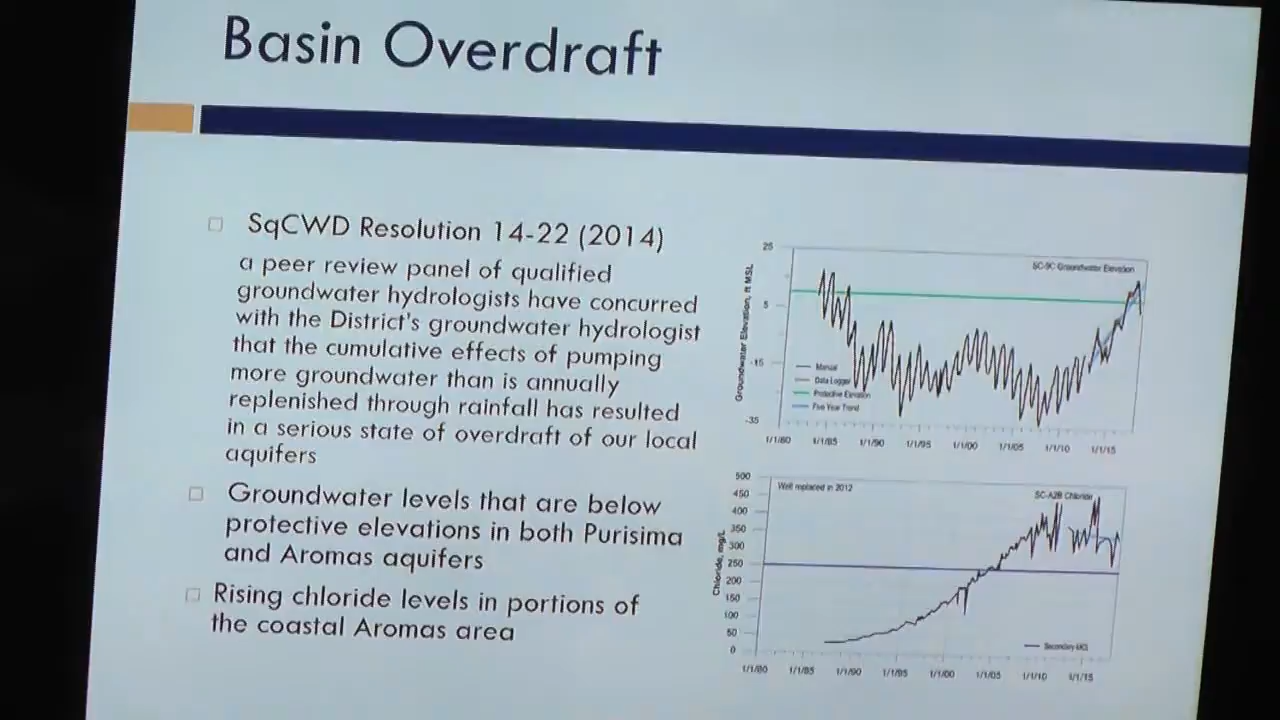 Basin Overdraft
SqCWD Resolution 14-22 (2014)
a peer review panel of qualified
groundwater hydrologists have concurred
with the District's groundwater hydrologist
that the cumulative effects of pumping
more groundwater than is annually
replenished through rainfall has resulted
in a serious state of overdraft of our local
aquifers
Groundwater levels that are below
protective elevations in both Purisima
and Aromas aquifers
Rising chloride levels in portions of
the coastal Aromas area
SC-9C Groundwater Elevation
Groundwater Elevation, ft MSL
25
5
-15
-35
Manual
Data Logger
Protective Elevation
Five Year Trend
1/1/80 1/1/85 1/1/90 1/1/95 1/1/00 1/1/05 1/1/10 1/1/15
Well replaced in 2012
SC-A2B Chloride
Chloride, mg/L
500
450
400
350
300
250
200
150
100
50
0
Secondary MCL
1/1/80 1/1/85 1/1/90 1/1/95 1/1/00 1/1/05 1/1/10 1/1/15